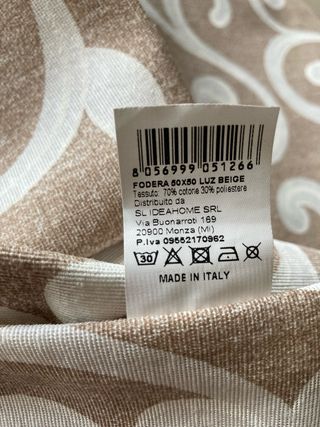 8 056999 051266
FODERA 50X50 LUZ BEIGE
Tessuto: 70% cotone 30% poliestere
Distribuito da
SL IDEAHOME SRL
Via Buonarroti 169
20900 Monza (MI)
P.Iva 09552170962
30
MADE IN ITALY